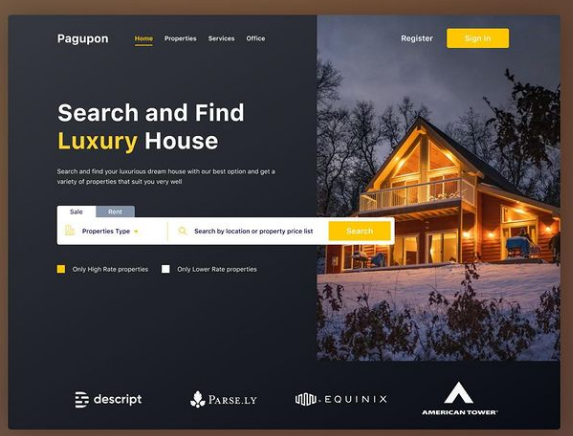 Pagupon
Home Properties Services Office
Register Sign In
Search and Find
Luxury House
Search and find your luxurious dream house with our best option and get a
variety of properties that suit you very well
Sale Rent
Properties Type
Search by location or property price list
Search
Only High Rate properties Only Lower Rate properties
descript PARSE.LY EQUINIX AMERICAN TOWER